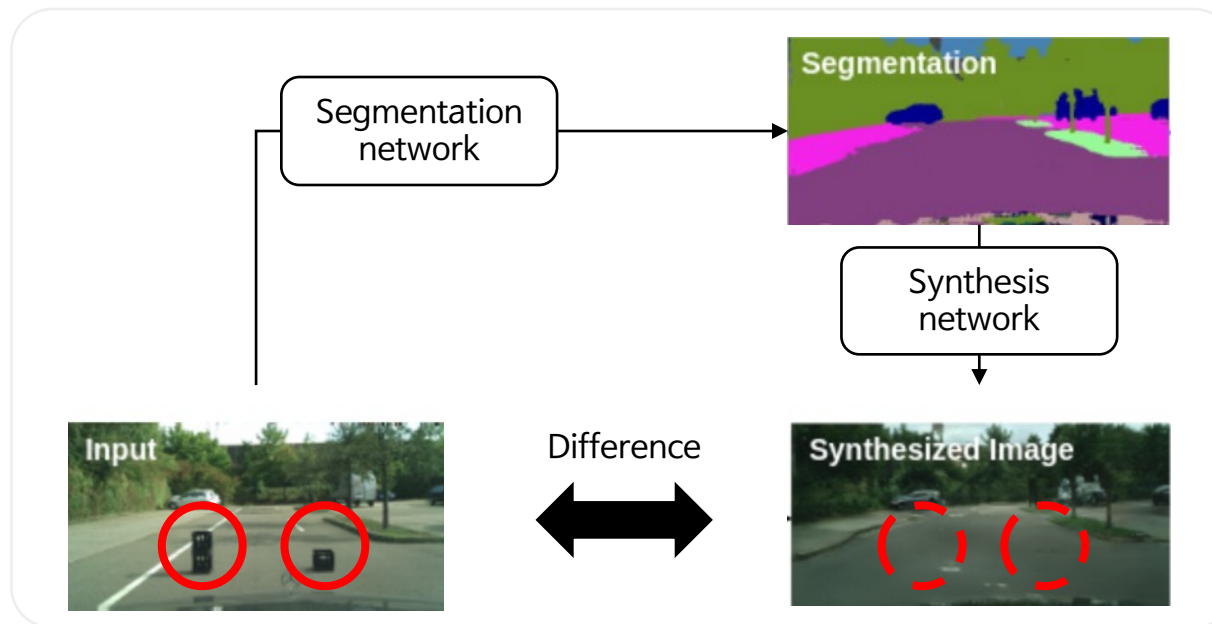 Segmentation
network
Segmentation
Synthesis
network
Input
Difference
Synthesized Image